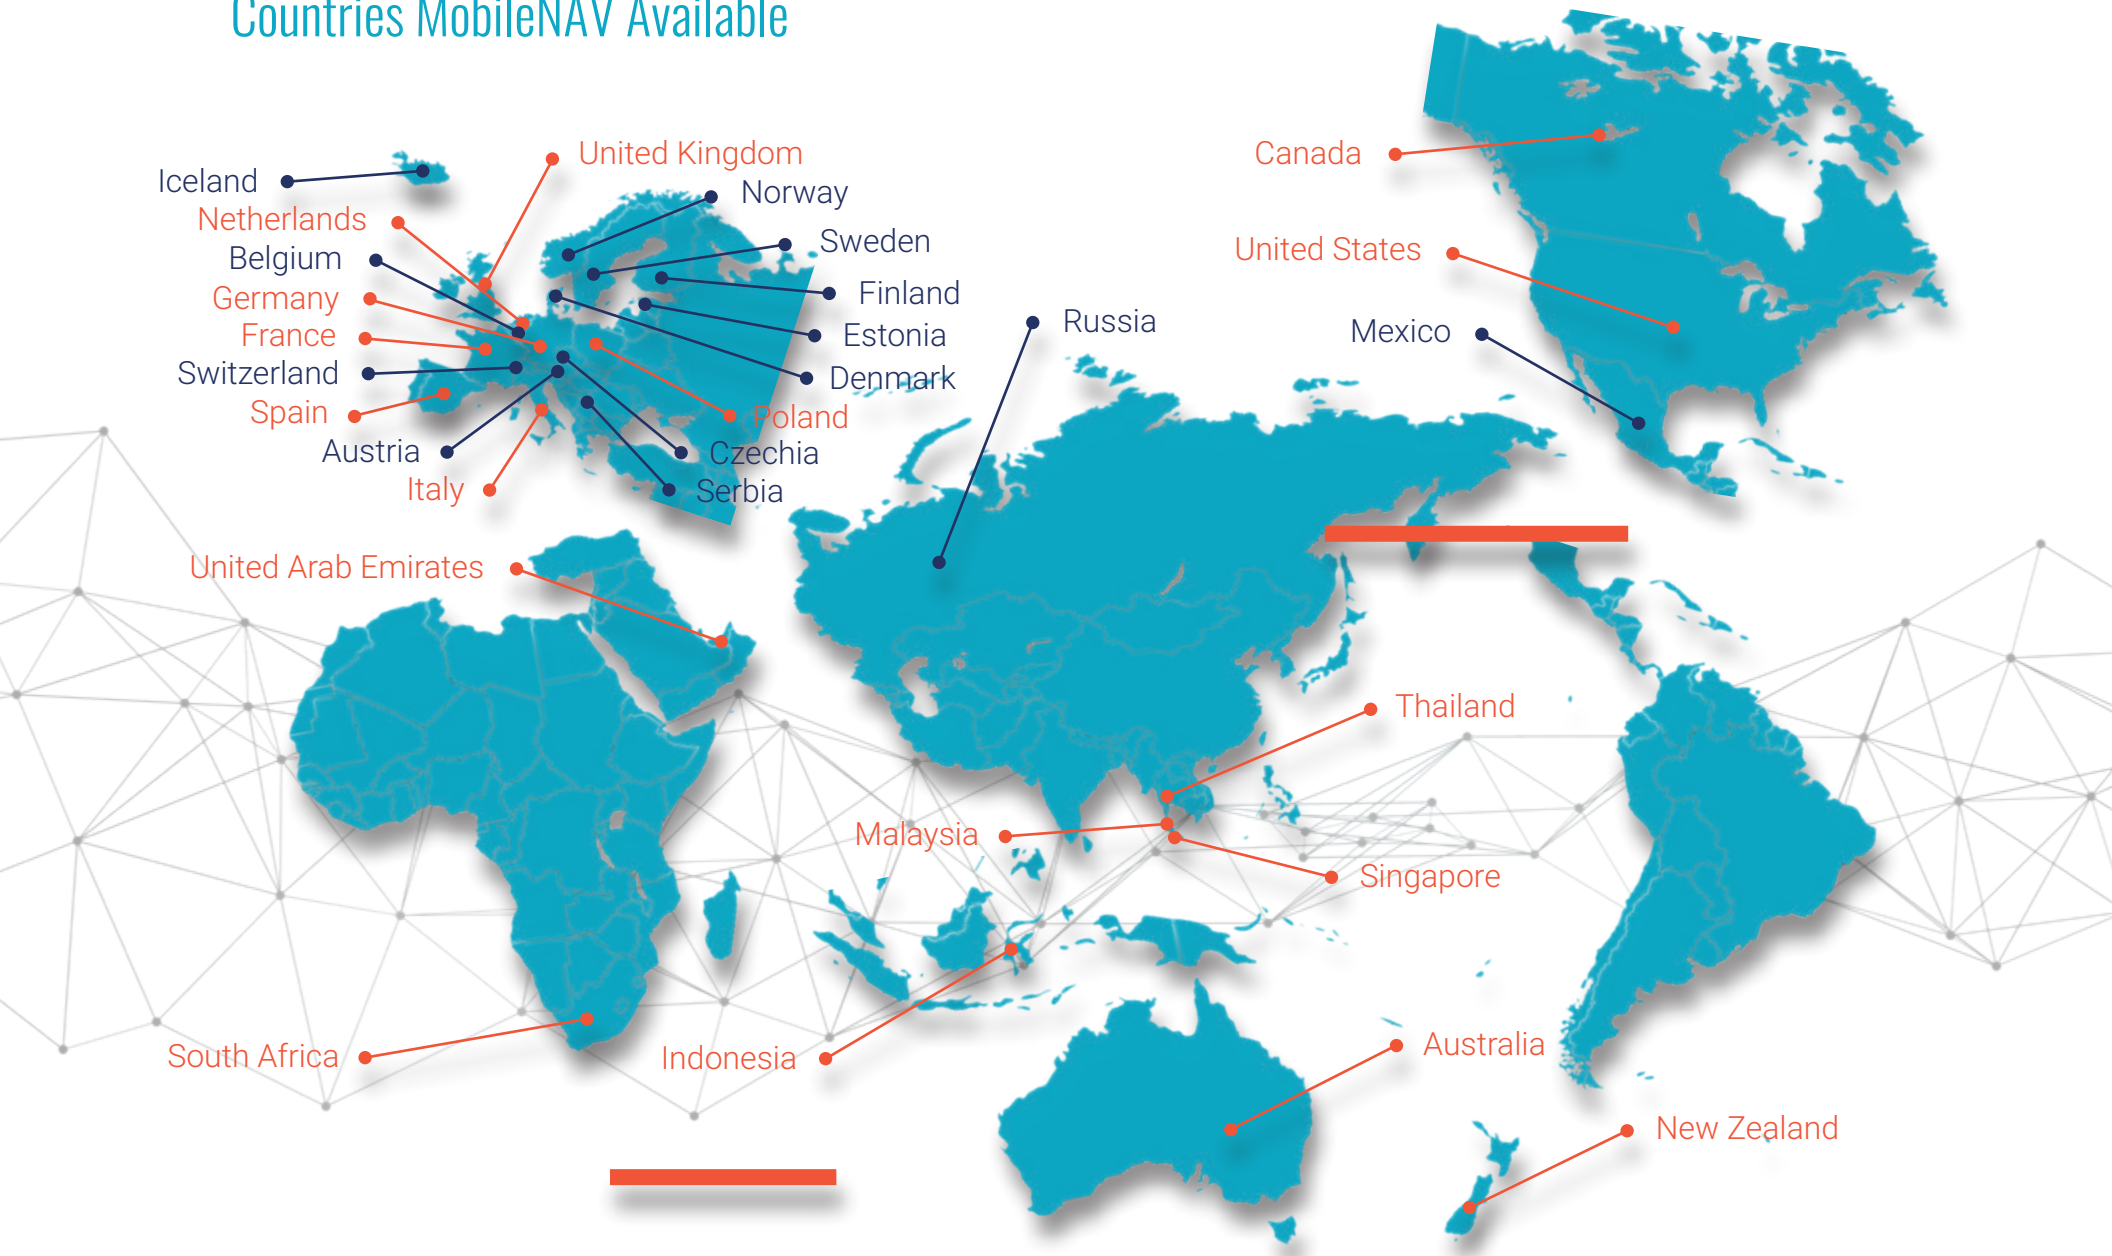 Countries MobileNAV Available
United Kingdom
Canada
Iceland
Norway
Netherlands
Sweden
Belgium
United States
Germany
Finland
Russia
France
Estonia
Mexico
Switzerland
Denmark
Spain
Poland
Austria
Czechia
Italy
Serbia
United Arab Emirates
Thailand
Malaysia
Singapore
South Africa
Indonesia
Australia
New Zealand